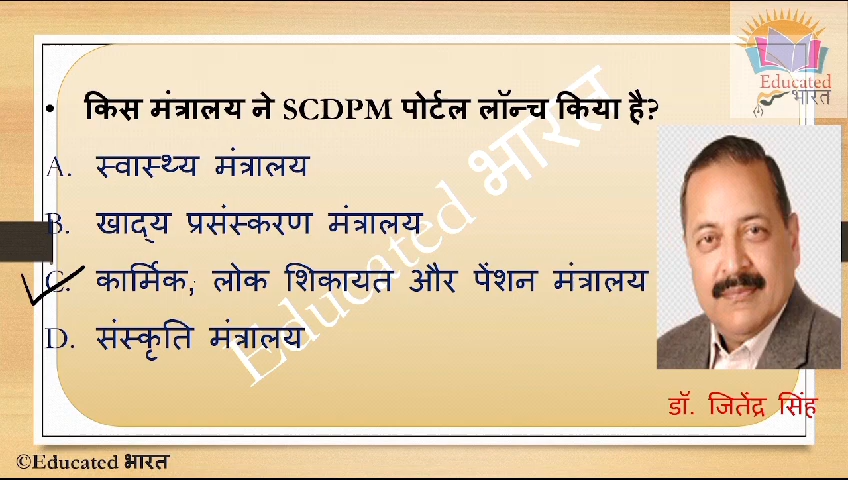 Educated
भारत
• किस मंत्रालय ने SCDPM पोर्टल लॉन्च किया है?
A. स्वास्थ्य मंत्रालय
B. खाद्य प्रसंस्करण मंत्रालय
C. कार्मिक, लोक शिकायत और पेंशन मंत्रालय
D. संस्कृति मंत्रालय
Educated भारत
डॉ. जितेंद्र सिंह
©Educated भारत